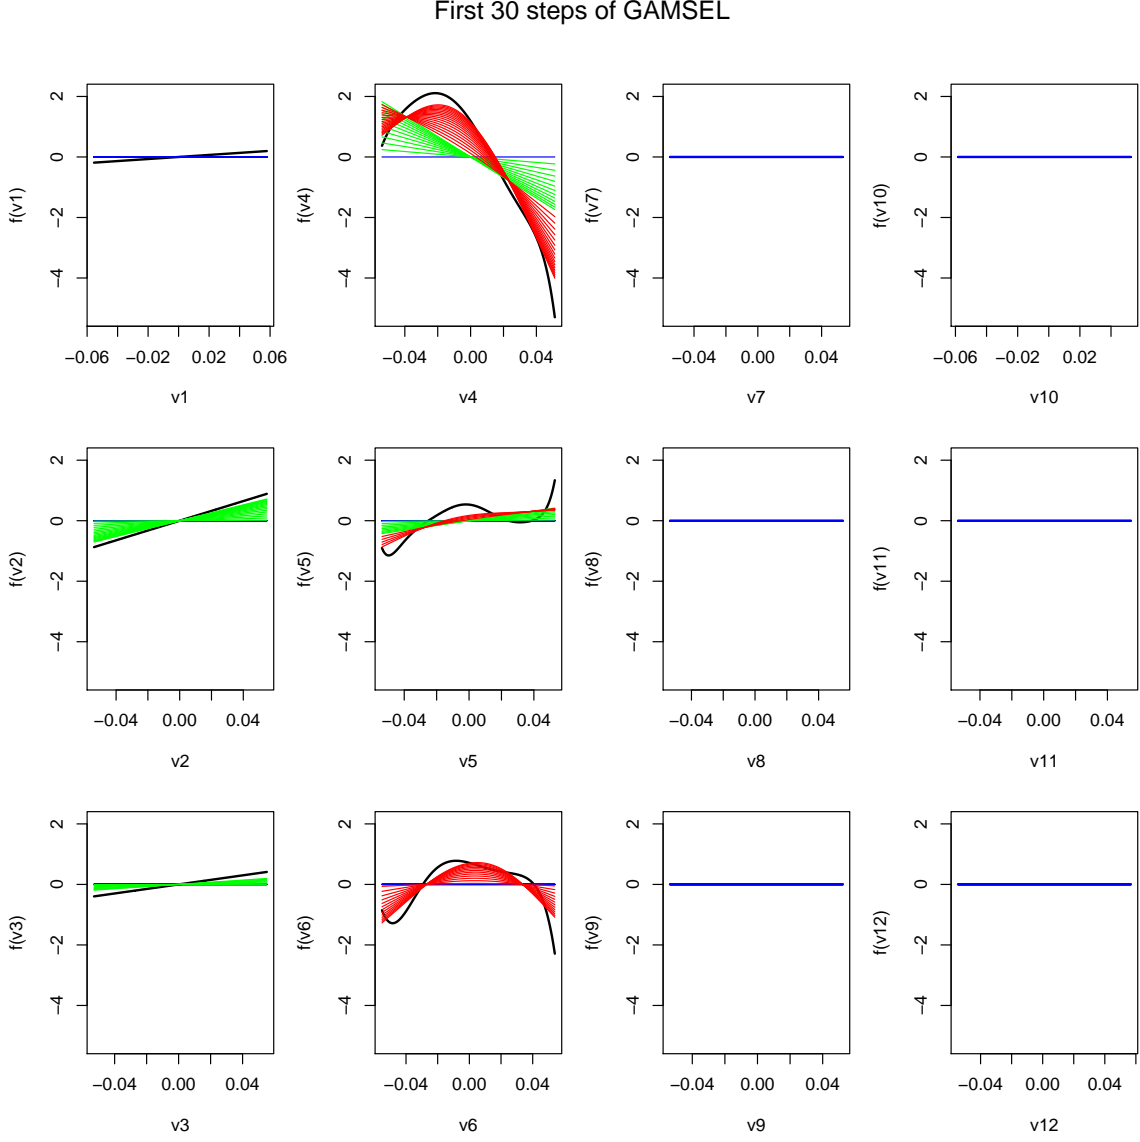 First 30 steps of GAMSEL
2
0
−2
−4
f(v1)
−0.06 −0.02 0.02 0.06
v1
2
0
−2
−4
f(v4)
−0.04 0.00 0.04
v4
2
0
−2
−4
f(v7)
−0.04 0.00 0.04
v7
2
0
−2
−4
f(v10)
−0.06 −0.02 0.02
v10
2
0
−2
−4
f(v2)
−0.04 0.00 0.04
v2
2
0
−2
−4
f(v5)
−0.04 0.00 0.04
v5
2
0
−2
−4
f(v8)
−0.04 0.00 0.04
v8
2
0
−2
−4
f(v11)
−0.04 0.00 0.04
v11
2
0
−2
−4
f(v3)
−0.04 0.00 0.04
v3
2
0
−2
−4
f(v6)
−0.04 0.00 0.04
v6
2
0
−2
−4
f(v9)
−0.04 0.00 0.04
v9
2
0
−2
−4
f(v12)
−0.04 0.00 0.04
v12